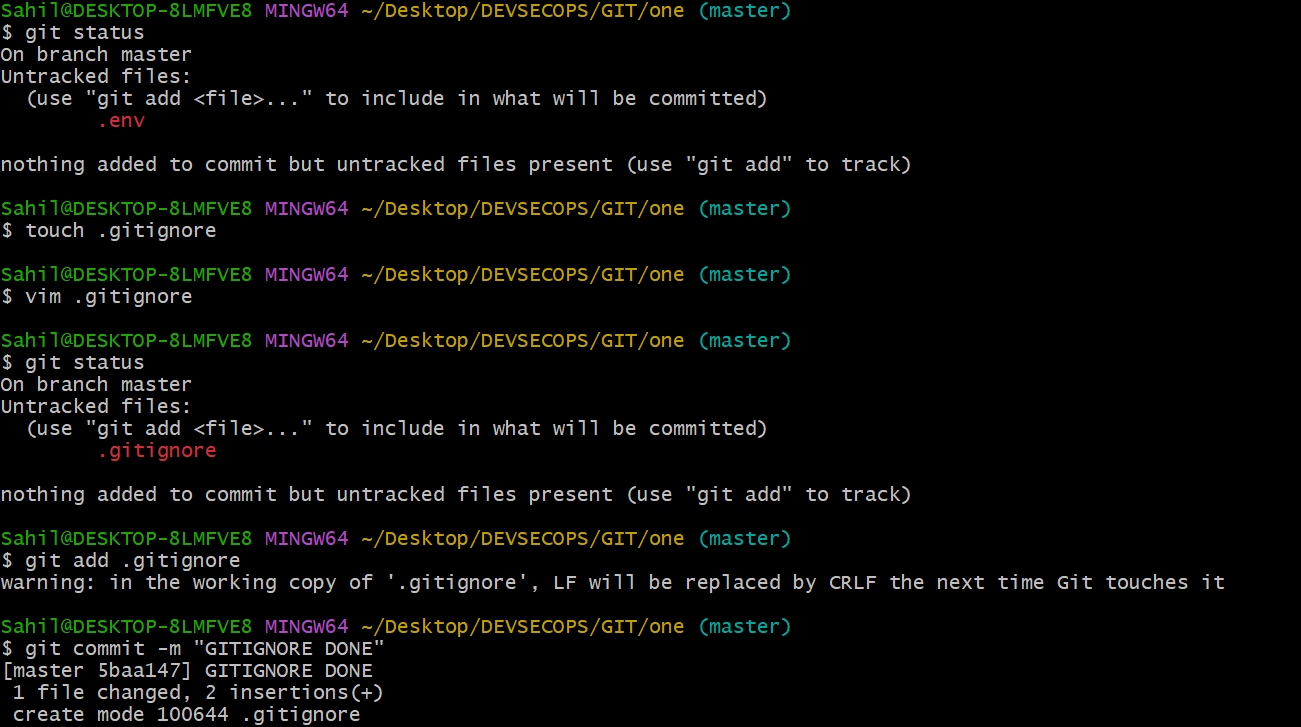 Sahil@DESKTOP-8LMFVE8 MINGW64 ~/Desktop/DEVSECOPS/GIT/one (master)
$ git status
On branch master
Untracked files:
  (use "git add <file>..." to include in what will be committed)
        .env

nothing added to commit but untracked files present (use "git add" to track)

Sahil@DESKTOP-8LMFVE8 MINGW64 ~/Desktop/DEVSECOPS/GIT/one (master)
$ touch .gitignore

Sahil@DESKTOP-8LMFVE8 MINGW64 ~/Desktop/DEVSECOPS/GIT/one (master)
$ vim .gitignore

Sahil@DESKTOP-8LMFVE8 MINGW64 ~/Desktop/DEVSECOPS/GIT/one (master)
$ git status
On branch master
Untracked files:
  (use "git add <file>..." to include in what will be committed)
        .gitignore

nothing added to commit but untracked files present (use "git add" to track)

Sahil@DESKTOP-8LMFVE8 MINGW64 ~/Desktop/DEVSECOPS/GIT/one (master)
$ git add .gitignore
warning: in the working copy of '.gitignore', LF will be replaced by CRLF the next time Git touches it

Sahil@DESKTOP-8LMFVE8 MINGW64 ~/Desktop/DEVSECOPS/GIT/one (master)
$ git commit -m "GITIGNORE DONE"
[master 5baa147] GITIGNORE DONE
 1 file changed, 2 insertions(+)
 create mode 100644 .gitignore